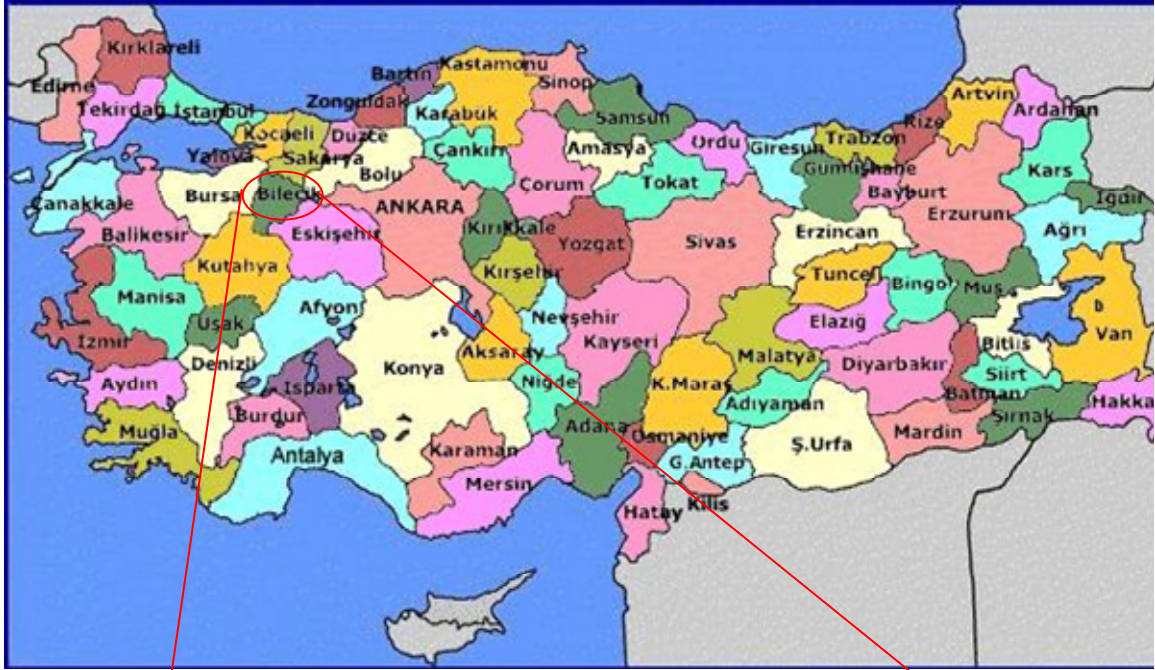 Kırklareli
Edirne
Tekirdağ
İstanbul
Kocaeli
Yalova
Sakarya
Düzce
Zonguldak
Bartın
Karabük
Kastamonu
Sinop
Samsun
Bolu
Çankırı
Çorum
Amasya
Ordu
Tokat
Giresun
Trabzon
Gümüşhane
Rize
Artvin
Ardahan
Bayburt
Kars
Iğdır
Erzurum
Ağrı
Çanakkale
Bursa
Bilecik
ANKARA
Kırıkkale
Yozgat
Sivas
Erzincan
Balıkesir
Eskişehir
Kutahya
Kırşehir
Tuncel
Bingol
Muş
D
Van
Manisa
Uşak
Afyon
Nevşehir
Kayseri
Malatya
Elazığ
Diyarbakır
Bitlis
Siirt
İzmir
Denizli
Isparta
Konya
Aksaray
Niğde
K.Maraş
Adıyaman
Batman
Şırnak
Hakka
Aydın
Burdur
Muğla
Antalya
Karaman
Mersin
Adana
Osmaniye
G.Antep
Ş.Urfa
Mardin
Hatay
Kilis